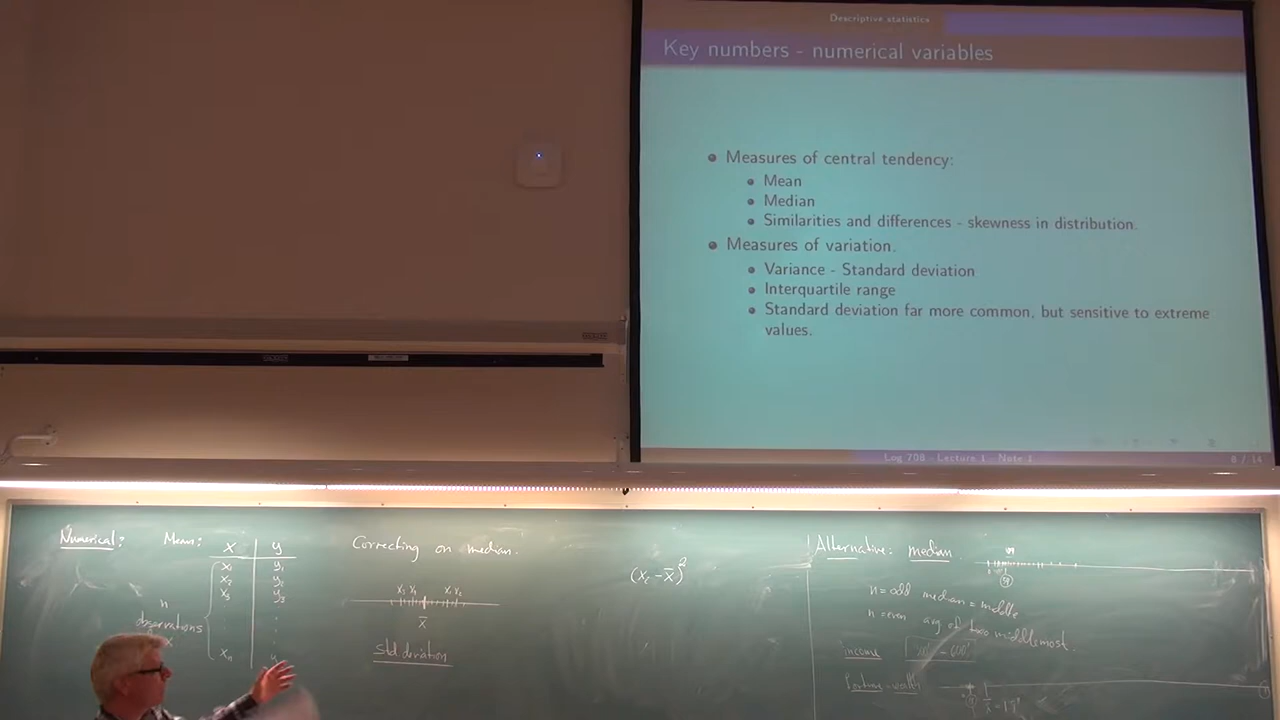 Descriptive statistics
Key numbers - numerical variables
Measures of central tendency:
Mean
Median
Similarities and differences - skewness in distribution.
Measures of variation.
Variance - Standard deviation
Interquartile range
Standard deviation far more common, but sensitive to extreme
values.
Log 708 - Lecture 1 - Note 1
8 / 14
Numerical:
Mean:
x y
x₁ y₁
x₂ y₂
x₃ y₃
n
observations
x
xₙ
Correcting on median.
x̄
std deviation
(xᵢ - x̄)²
Alternative: median
n = odd median = middle
n = even avg of two middlemost.
income
Fortune - wealth